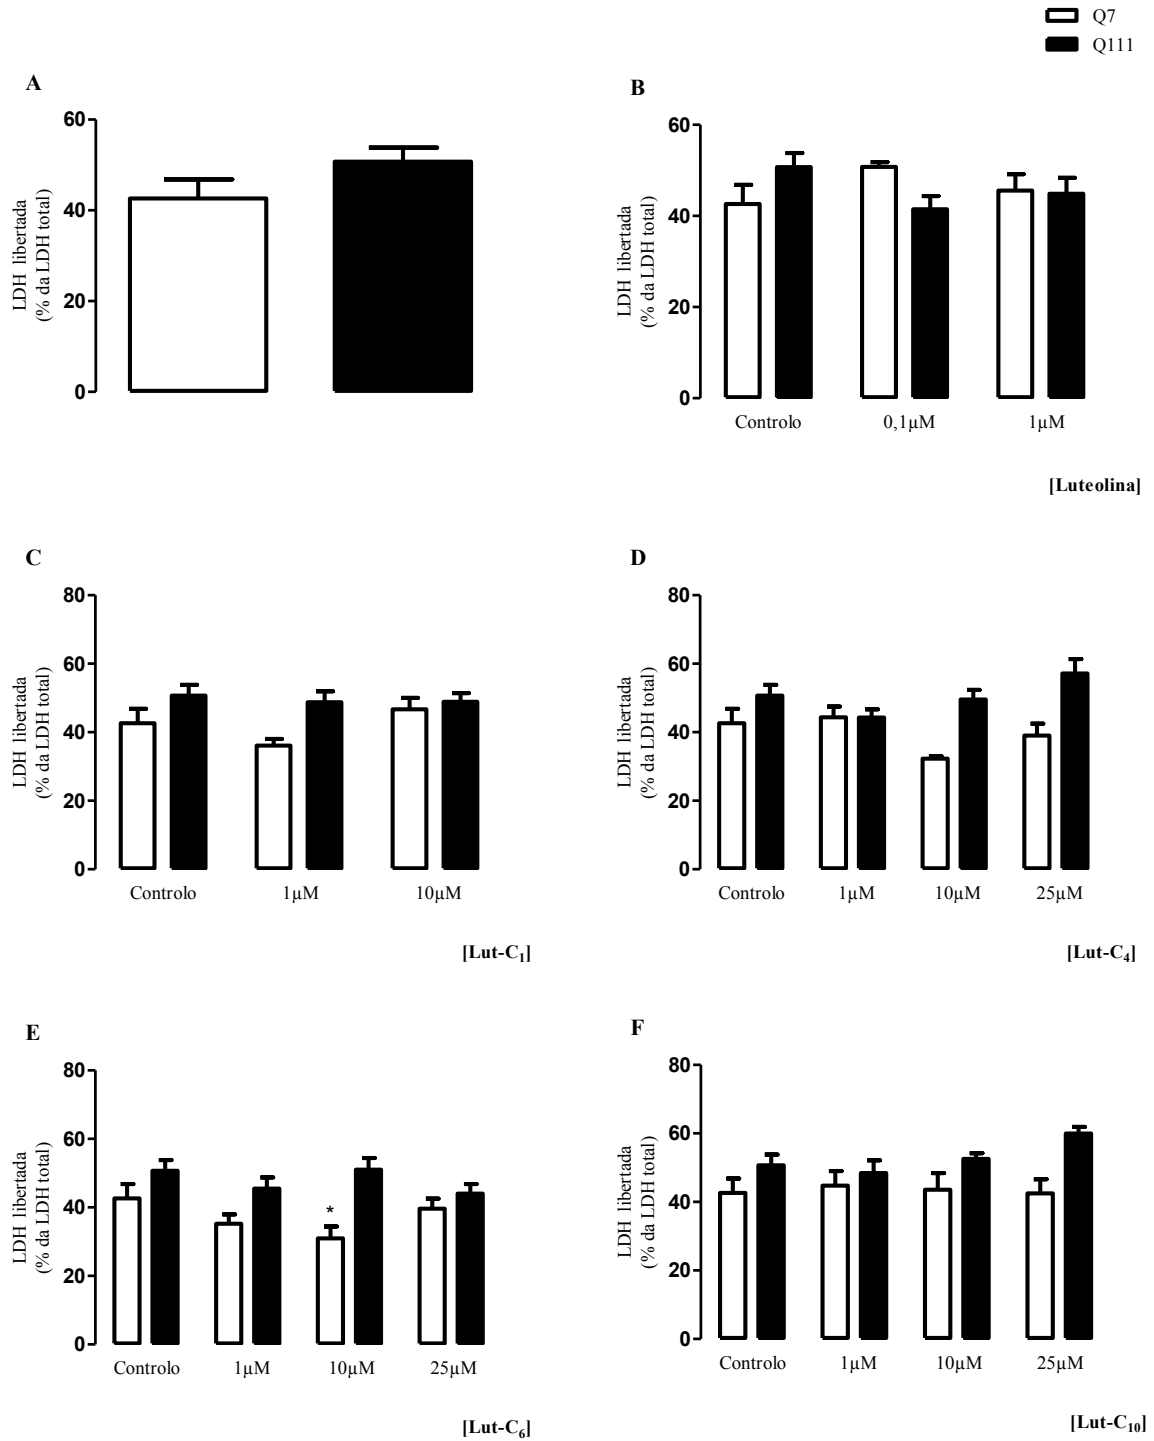 Q7
Q111
A
60
40
20
0
LDH libertada
(% da LDH total)
B
60
40
20
0
LDH libertada
(% da LDH total)
Controlo 0,1µM 1µM
[Luteolina]
C
80
60
40
20
0
LDH libertada
(% da LDH total)
Controlo 1µM 10µM
[Lut-C₁]
D
80
60
40
20
0
LDH libertada
(% da LDH total)
Controlo 1µM 10µM 25µM
[Lut-C₄]
E
80
60
40
20
0
LDH libertada
(% da LDH total)
*
Controlo 1µM 10µM 25µM
[Lut-C₆]
F
80
60
40
20
0
LDH libertada
(% da LDH total)
Controlo 1µM 10µM 25µM
[Lut-C₁₀]